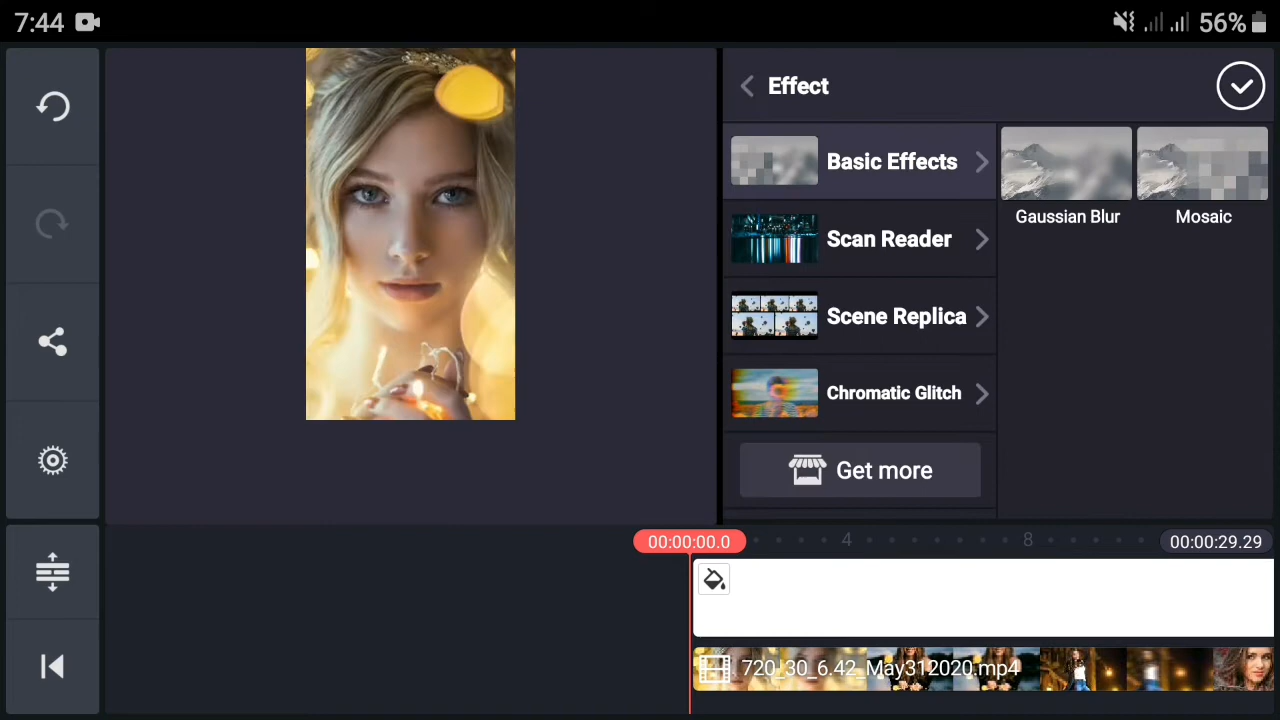 7:44
56%
Effect
Basic Effects
Scan Reader
Scene Replica
Chromatic Glitch
Get more
Gaussian Blur
Mosaic
00:00:00.0
4
8
00:00:29.29
720_30_6.42_May312020.mp4